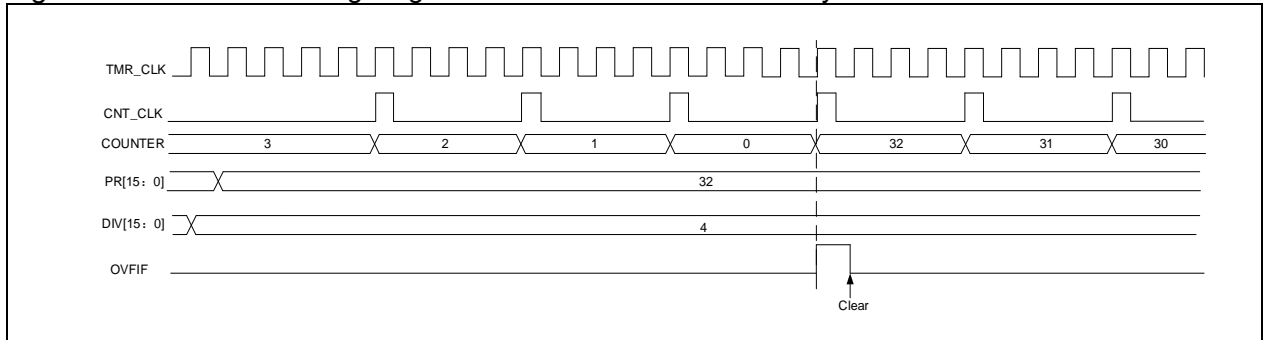 TMR_CLK
CNT_CLK
COUNTER 3 2 1 0 32 31 30
PR[15：0] 32
DIV[15：0] 4
OVFIF
Clear